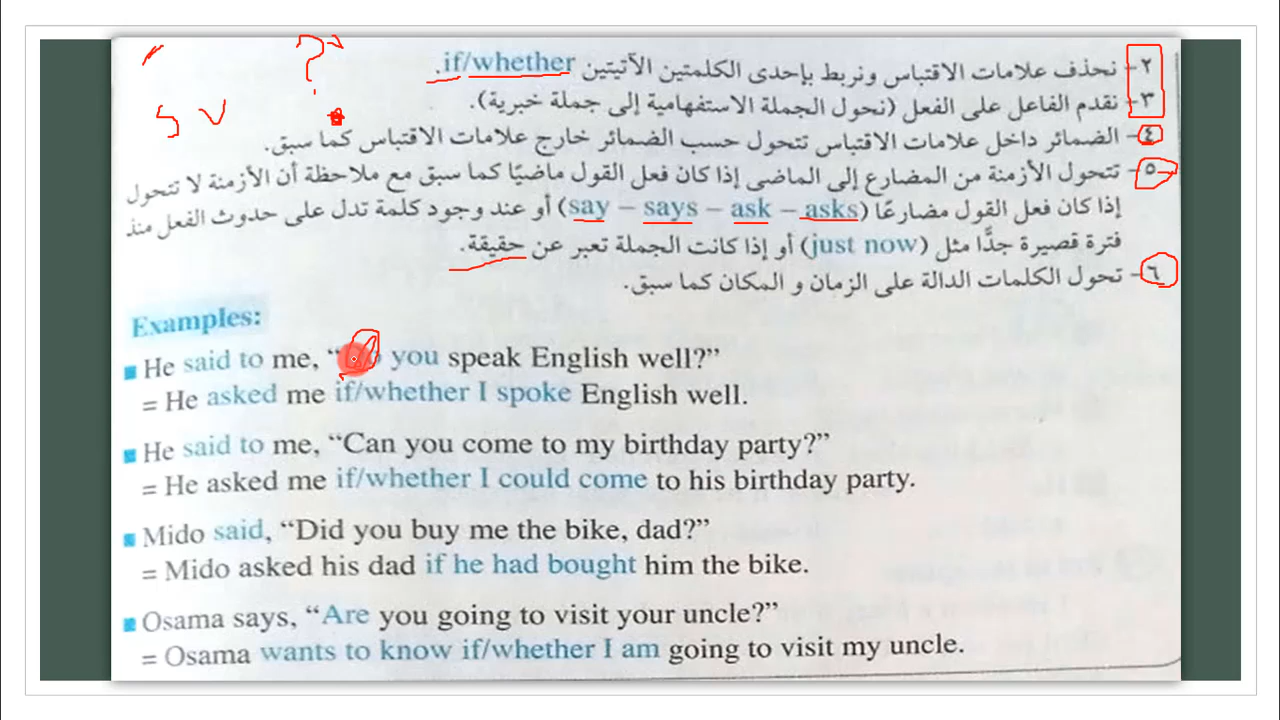 ? S V
٢- نحذف علامات الاقتباس ونربط بإحدى الكلمتين الآتيتين if/whether.
٣- نقدم الفاعل على الفعل (نحول الجملة الاستفهامية إلى جملة خبرية).
٤- الضمائر داخل علامات الاقتباس تتحول حسب الضمائر خارج علامات الاقتباس كما سبق.
٥- تتحول الأزمنة من المضارع إلى الماضى إذا كان فعل القول ماضيًا كما سبق مع ملاحظة أن الأزمنة لا تتحول
إذا كان فعل القول مضارعًا (say – says – ask – asks) أو عند وجود كلمة تدل على حدوث الفعل منذ
فترة قصيرة جدًّا مثل (just now) أو إذا كانت الجملة تعبر عن حقيقة.
٦- تحول الكلمات الدالة على الزمان و المكان كما سبق.
Examples:
He said to me, “ you speak English well?”
= He asked me if/whether I spoke English well.
He said to me, “Can you come to my birthday party?”
= He asked me if/whether I could come to his birthday party.
Mido said, “Did you buy me the bike, dad?”
= Mido asked his dad if he had bought him the bike.
Osama says, “Are you going to visit your uncle?”
= Osama wants to know if/whether I am going to visit my uncle.